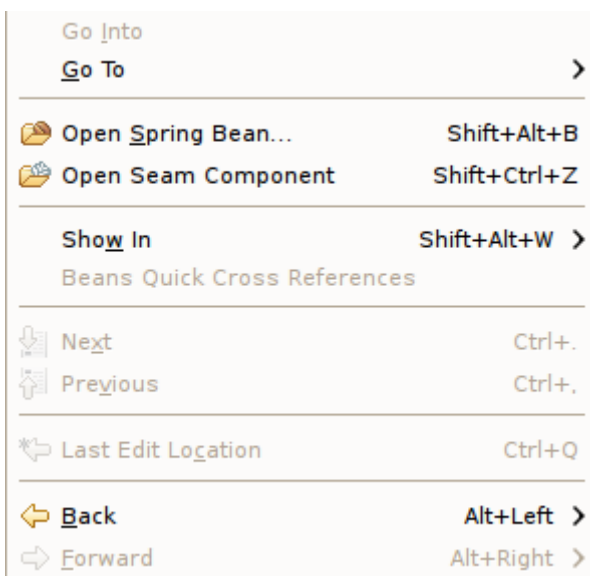 Go Into
Go To
Open Spring Bean... Shift+Alt+B
Open Seam Component Shift+Ctrl+Z
Show In Shift+Alt+W
Beans Quick Cross References
Next Ctrl+.
Previous Ctrl+,
Last Edit Location Ctrl+Q
Back Alt+Left
Forward Alt+Right